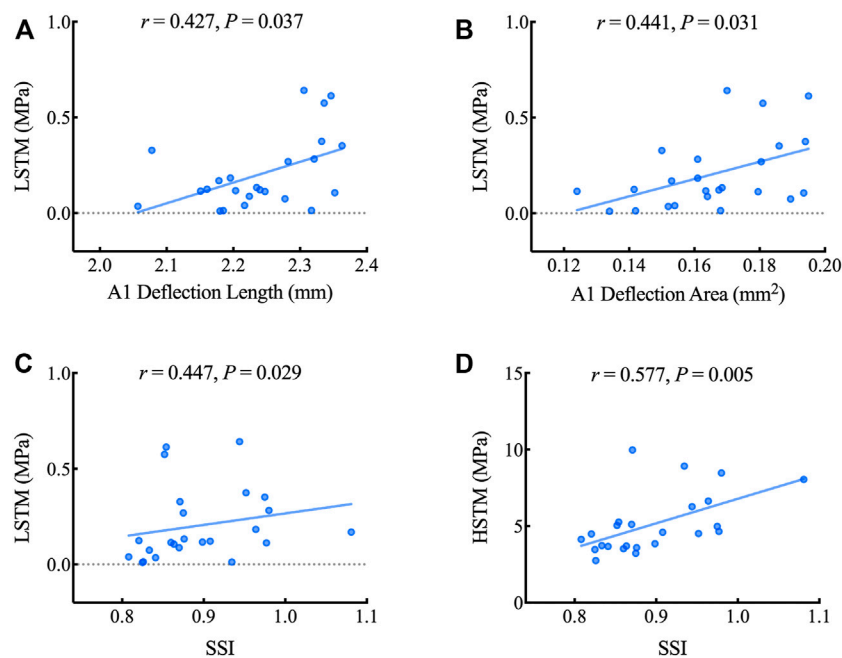 A
r = 0.427, P = 0.037
LSTM (MPa)
1.0
0.5
0.0
2.0 2.1 2.2 2.3 2.4
A1 Deflection Length (mm)
B
r = 0.441, P = 0.031
LSTM (MPa)
1.0
0.5
0.0
0.12 0.14 0.16 0.18 0.20
A1 Deflection Area (mm²)
C
r = 0.447, P = 0.029
LSTM (MPa)
1.0
0.5
0.0
0.8 0.9 1.0 1.1
SSI
D
r = 0.577, P = 0.005
HSTM (MPa)
15
10
5
0
0.8 0.9 1.0 1.1
SSI